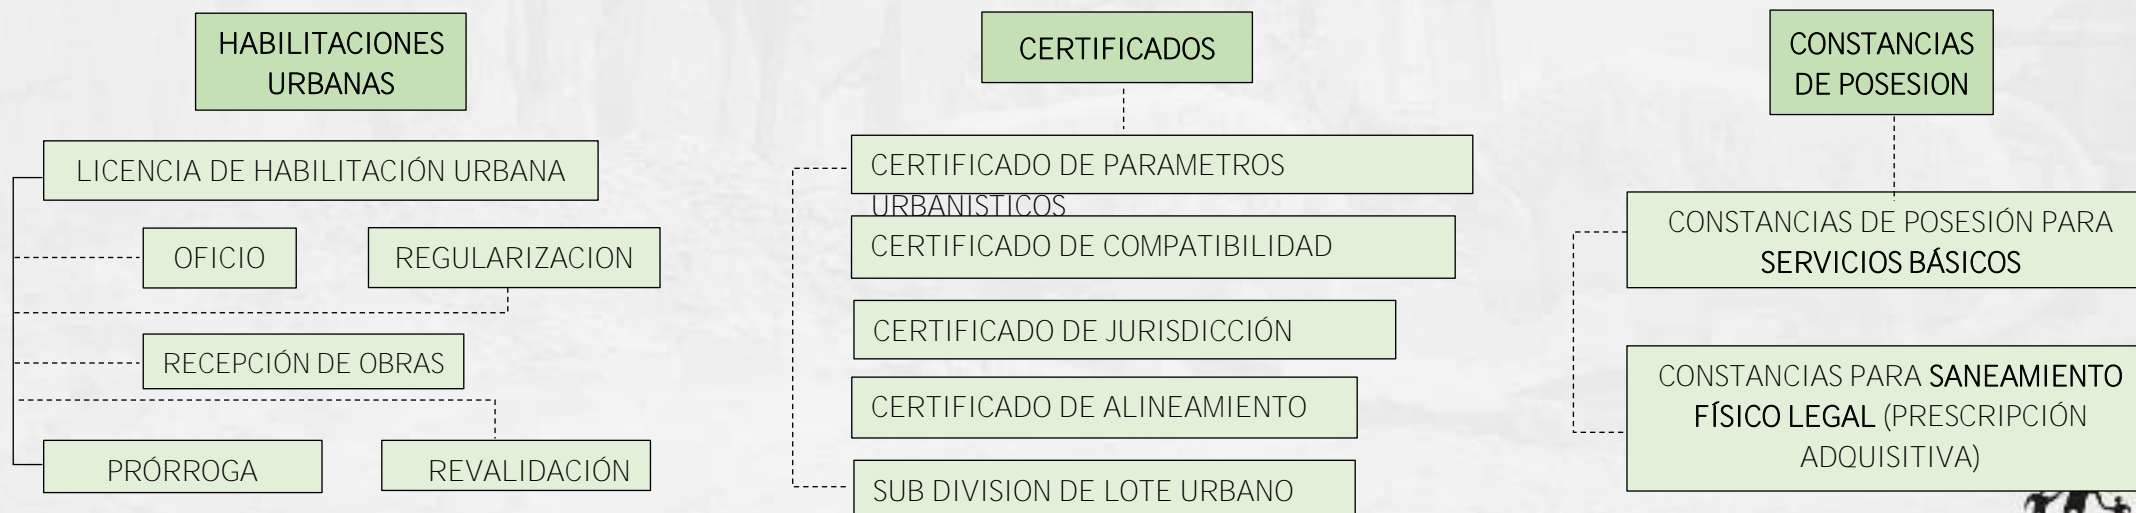 HABILITACIONES
URBANAS
LICENCIA DE HABILITACIÓN URBANA
OFICIO
REGULARIZACION
RECEPCIÓN DE OBRAS
PRÓRROGA
REVALIDACIÓN
CERTIFICADOS
CERTIFICADO DE PARAMETROS
URBANISTICOS
CERTIFICADO DE COMPATIBILIDAD
CERTIFICADO DE JURISDICCIÓN
CERTIFICADO DE ALINEAMIENTO
SUB DIVISION DE LOTE URBANO
CONSTANCIAS
DE POSESION
CONSTANCIAS DE POSESIÓN PARA
SERVICIOS BÁSICOS
CONSTANCIAS PARA SANEAMIENTO
FÍSICO LEGAL (PRESCRIPCIÓN
ADQUISITIVA)